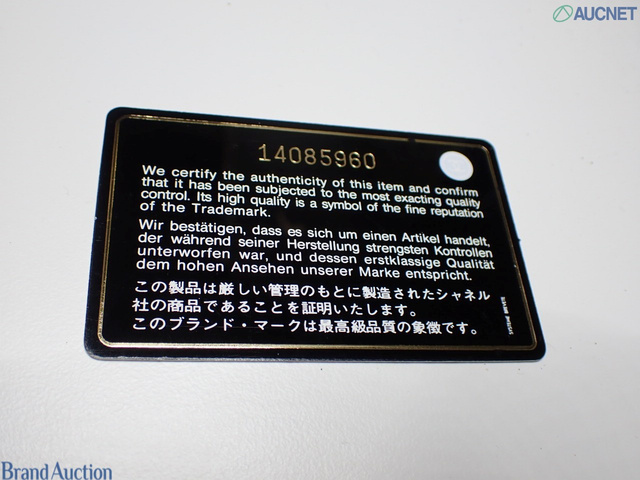 AUCNET
14085960
We certify the authenticity of this item and confirm
that it has been subjected to the most exacting quality
control. Its high quality is a symbol of the fine reputation
of the Trademark.
Wir bestätigen, dass es sich um einen Artikel handelt,
der während seiner Herstellung strengsten Kontrollen
unterworfen war, und dessen erstklassige Qualität
dem hohen Ansehen unserer Marke entspricht.
この製品は厳しい管理のもとに製造されたシャネル
社の商品であることを証明いたします。
このブランド・マークは最高級品質の象徴です。
Brand Auction